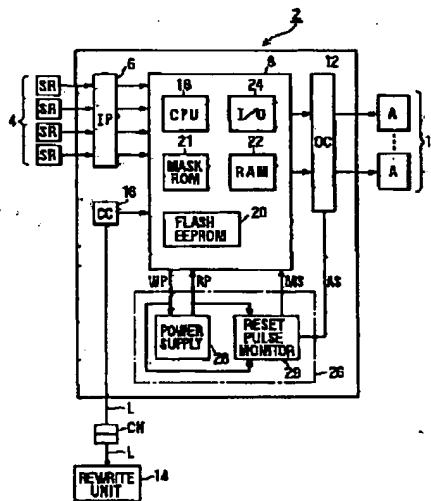 2
6
8
12
SR
SR
SR
SR
4
IP
18
CPU
24
I/O
21
MASK ROM
22
RAM
FLASH EEPROM
20
OC
A
A
16
CC
WP
RP
MS
AS
POWER SUPPLY
28
RESET PULSE MONITOR
29
26
L
CN
L
REWRITE UNIT
14